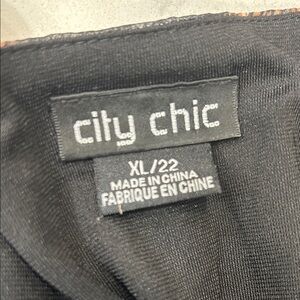 city chic
XL/22
MADE IN CHINA
FABRIQUE EN CHINE